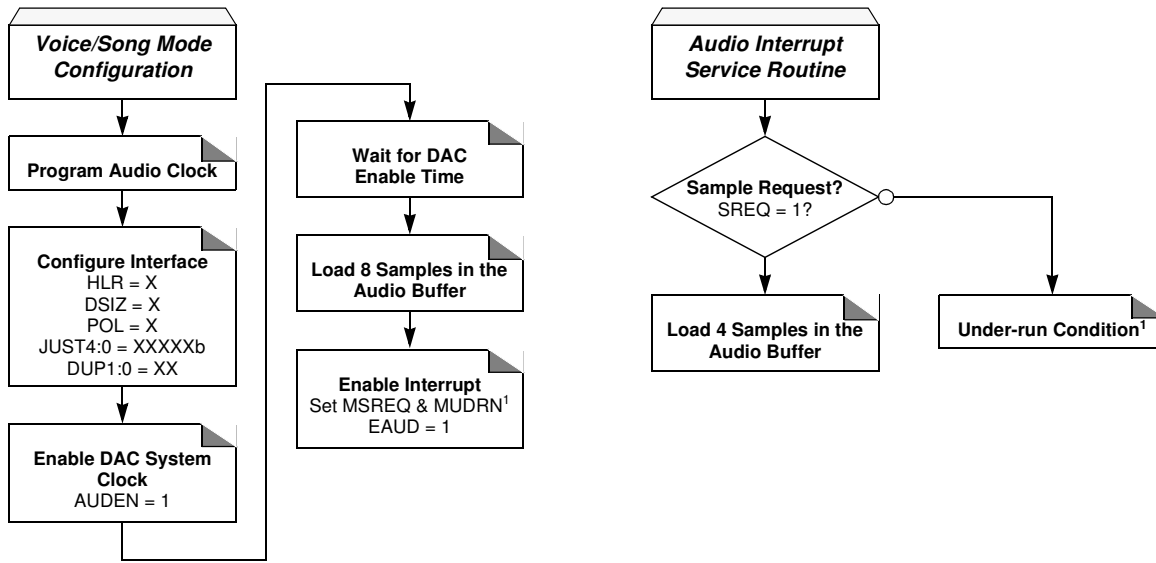 Voice/Song Mode
Configuration
Program Audio Clock
Configure Interface
HLR = X
DSIZ = X
POL = X
JUST4:0 = XXXXXb
DUP1:0 = XX
Enable DAC System
Clock
AUDEN = 1
Wait for DAC
Enable Time
Load 8 Samples in the
Audio Buffer
Enable Interrupt
Set MSREQ & MUDRN¹
EAUD = 1
Audio Interrupt
Service Routine
Sample Request?
SREQ = 1?
Load 4 Samples in the
Audio Buffer
Under-run Condition¹